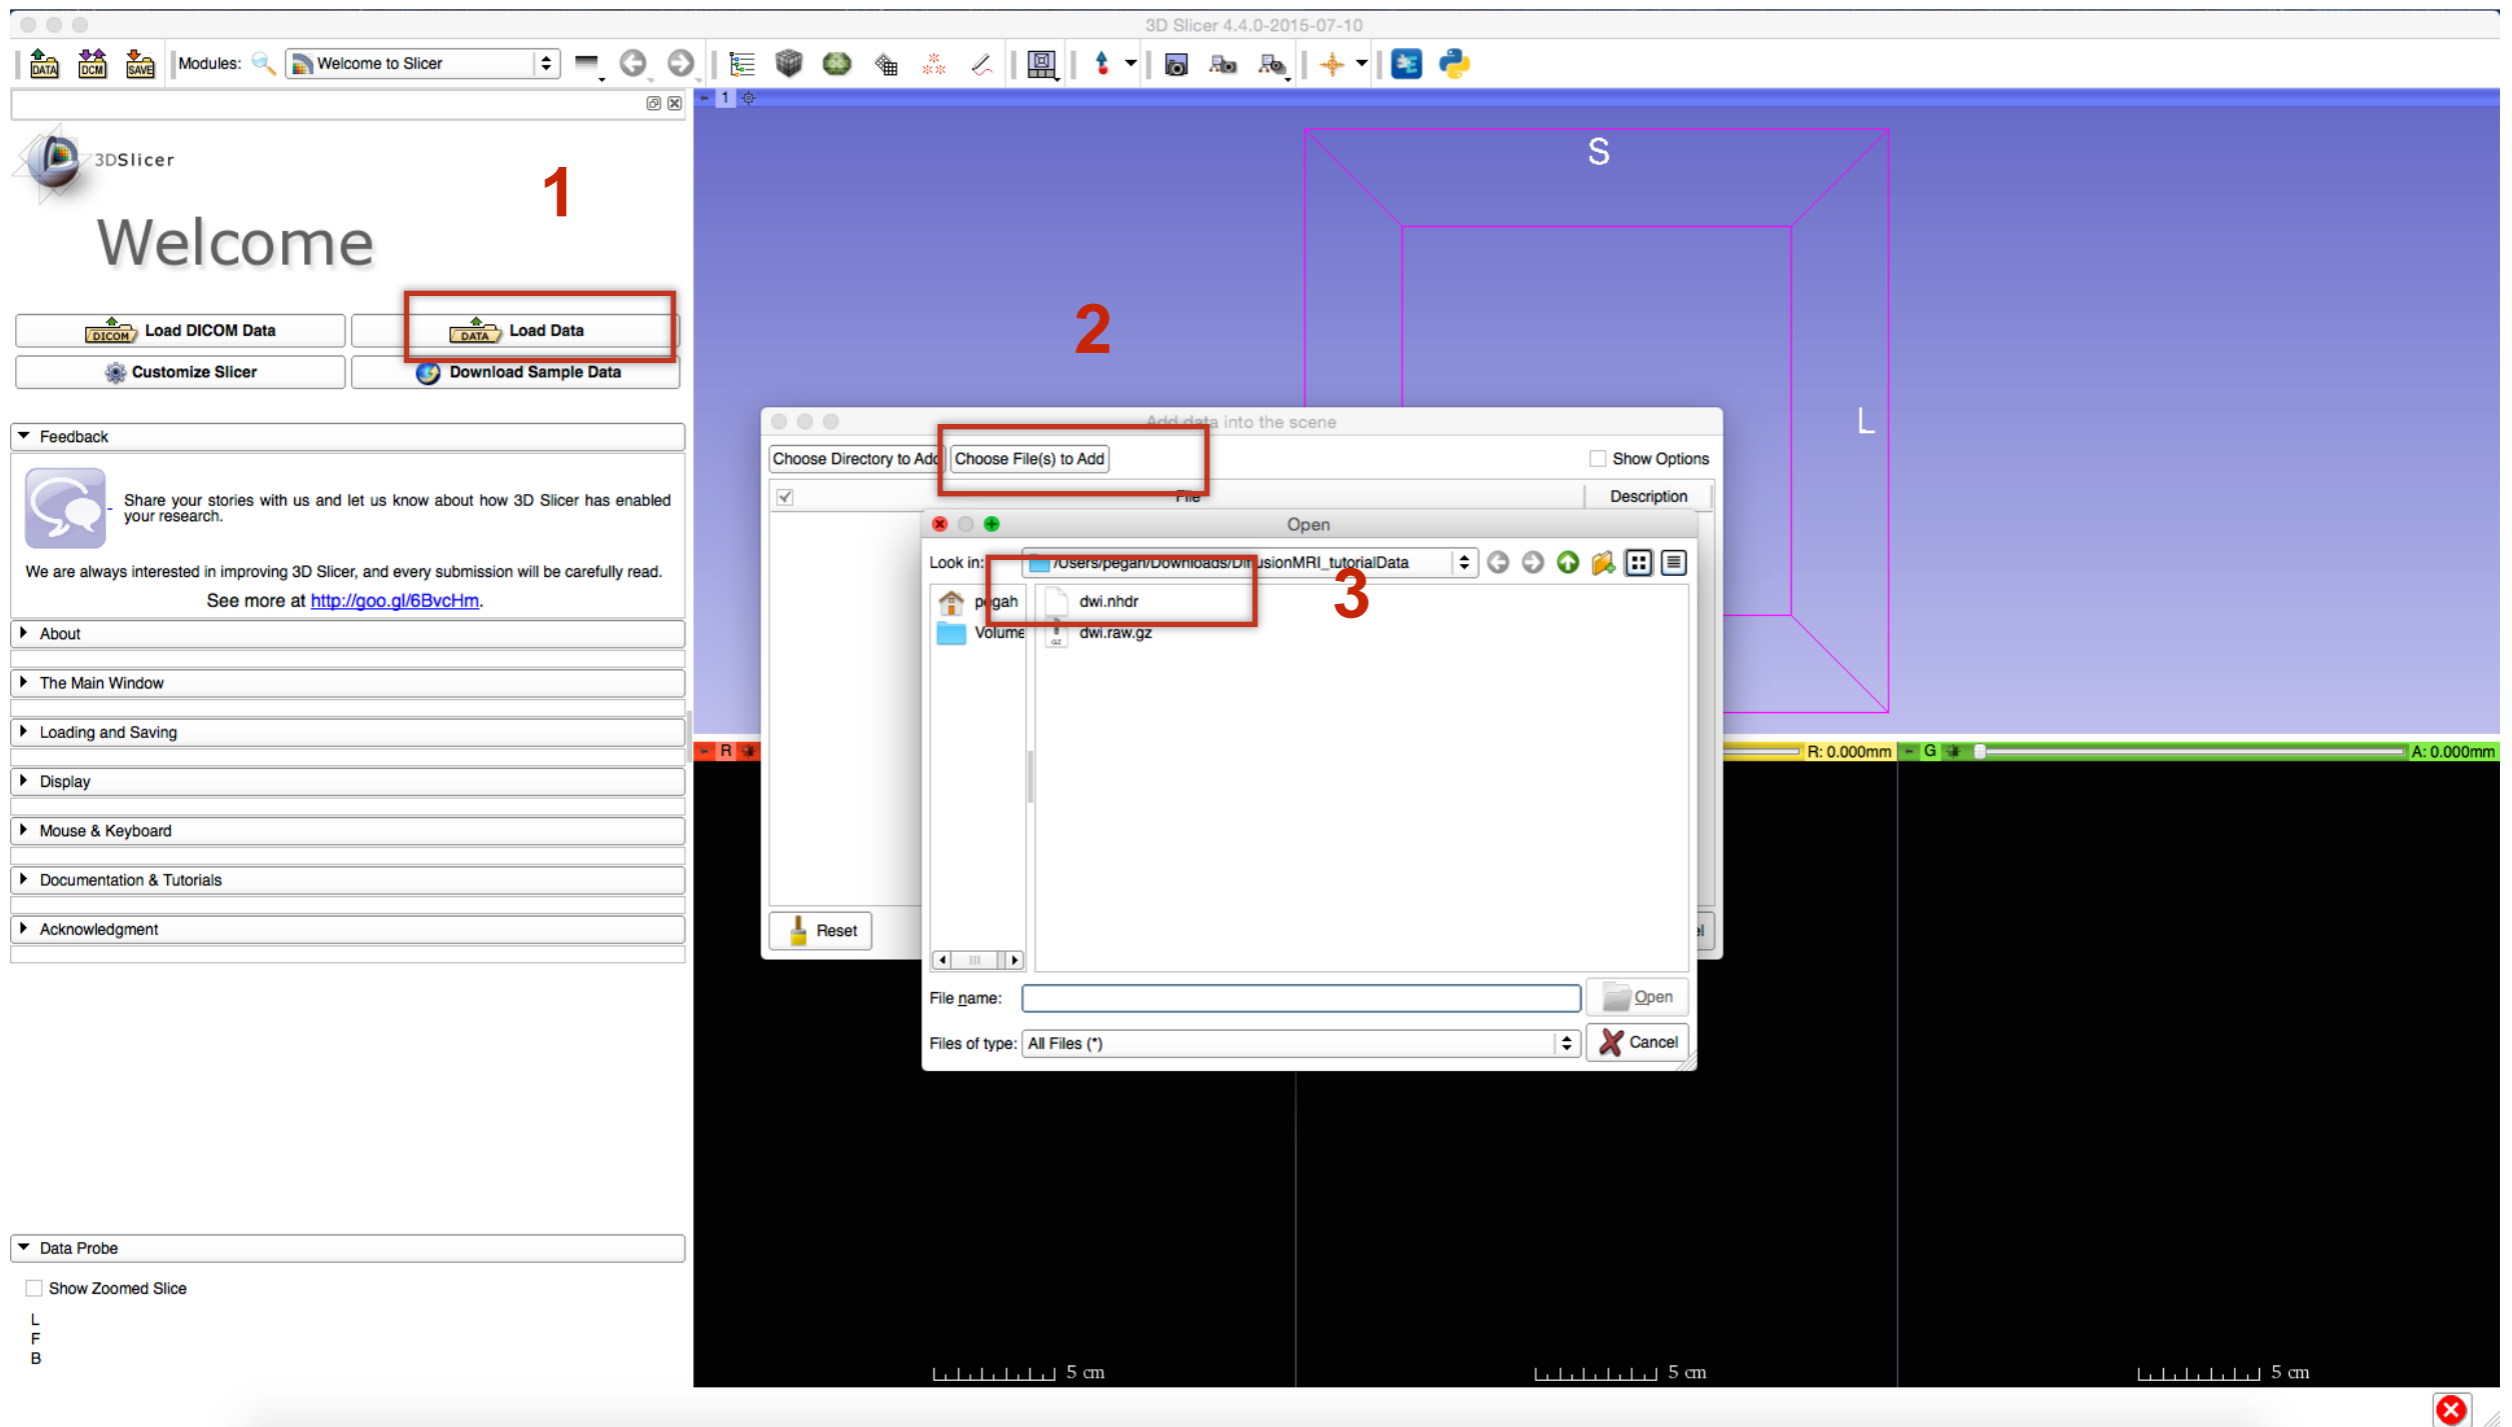 3D Slicer 4.4.0-2015-07-10
DATA DCM SAVE Modules: Welcome to Slicer
1
3DSlicer
Welcome
1
S
2
L
DICOM Load DICOM Data DATA Load Data
Customize Slicer Download Sample Data
Feedback
Share your stories with us and let us know about how 3D Slicer has enabled
your research.
We are always interested in improving 3D Slicer, and every submission will be carefully read.
See more at http://goo.gl/6BvcHm.
About
The Main Window
Loading and Saving
Display
Mouse & Keyboard
Documentation & Tutorials
Acknowledgment
Add data into the scene
Choose Directory to Add Choose File(s) to Add Show Options
File Description
Open
Look in: /Users/pegah/Downloads/DiffusionMRI_tutorialData
3
pegah dwi.nhdr
Volume GZ dwi.raw.gz
Reset
File name: Open
Files of type: All Files (*) Cancel
R R: 0.000mm G A: 0.000mm
Data Probe
Show Zoomed Slice
L
F
B
5 cm 5 cm 5 cm